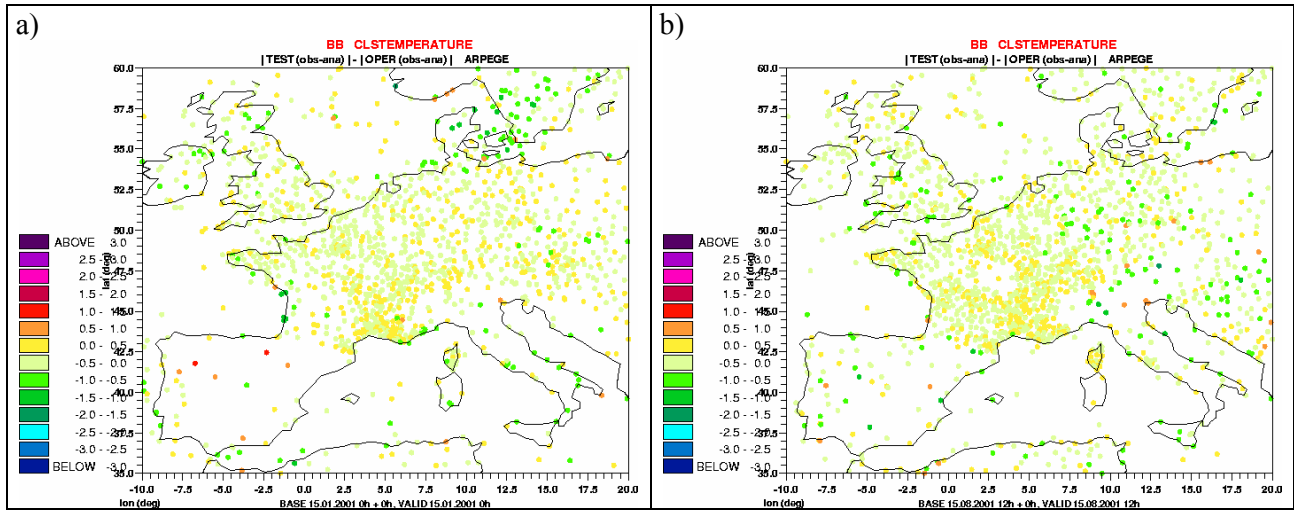 a)
BB CLSTEMPERATURE
|TEST(obs-ana)|-|OPER(obs-ana)| ARPEGE
60.0
57.5
55.0
52.5
50.0
47.5
45.0
42.5
40.0
37.5
35.0
lat (deg)
ABOVE 3.0
2.5 - 3.0
2.0 - 2.5
1.5 - 2.0
1.0 - 1.5
0.5 - 1.0
0.0 - 0.5
-0.5 - 0.0
-1.0 - -0.5
-1.5 - -1.0
-2.0 - -1.5
-2.5 - -2.0
-3.0 - -2.5
BELOW -3.0
-10.0 -7.5 -5.0 -2.5 0.0 2.5 5.0 7.5 10.0 12.5 15.0 17.5 20.0
lon (deg)
BASE 15.01.2001 0h + 0h, VALID 15.01.2001 0h
b)
BB CLSTEMPERATURE
|TEST(obs-ana)|-|OPER(obs-ana)| ARPEGE
60.0
57.5
55.0
52.5
50.0
47.5
45.0
42.5
40.0
37.5
35.0
lat (deg)
ABOVE 3.0
2.5 - 3.0
2.0 - 2.5
1.5 - 2.0
1.0 - 1.5
0.5 - 1.0
0.0 - 0.5
-0.5 - 0.0
-1.0 - -0.5
-1.5 - -1.0
-2.0 - -1.5
-2.5 - -2.0
-3.0 - -2.5
BELOW -3.0
-10.0 -7.5 -5.0 -2.5 0.0 2.5 5.0 7.5 10.0 12.5 15.0 17.5 20.0
lon (deg)
BASE 15.08.2001 12h + 0h, VALID 15.08.2001 12h